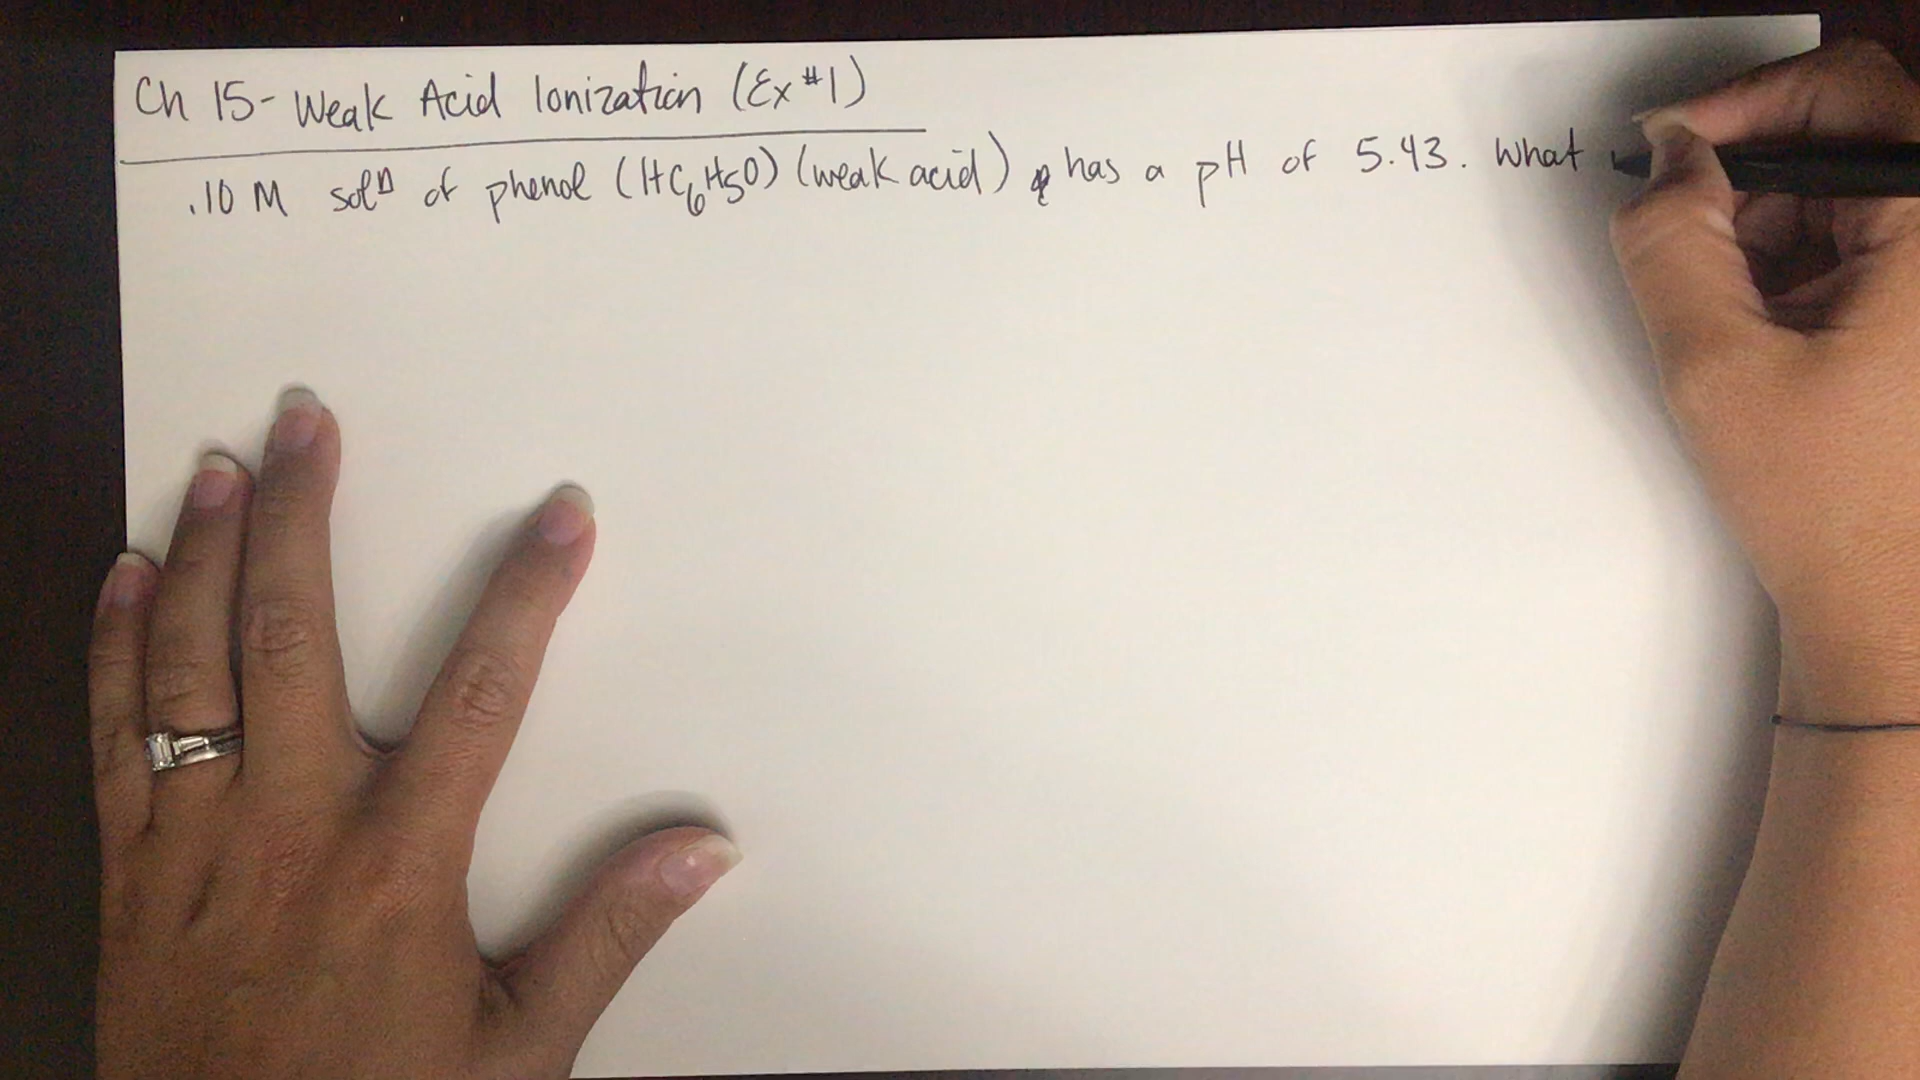 Ch 15- Weak Acid Ionization (Ex #1)
.10 M solⁿ of phenol (HC₆H₅O) (weak acid) has a pH of 5.43. What